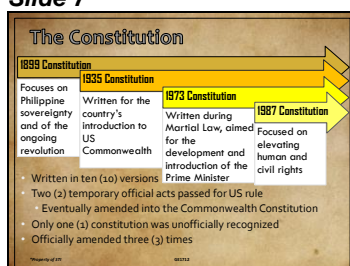 Slide 7
The Constitution
1899 Constitution
Focuses on
Philippine
sovereignty
and of the
ongoing
revolution
1935 Constitution
Written for the
country's
introduction to
US
Commonwealth
1973 Constitution
Written during
Martial Law, aimed
for the
development and
introduction of the
Prime Minister
1987 Constitution
Focused on
elevating
human and
civil rights
• Written in ten (10) versions
• Two (2) temporary official acts passed for US rule
• Eventually amended into the Commonwealth Constitution
• Only one (1) constitution was unofficially recognized
• Officially amended three (3) times
*Property of STI